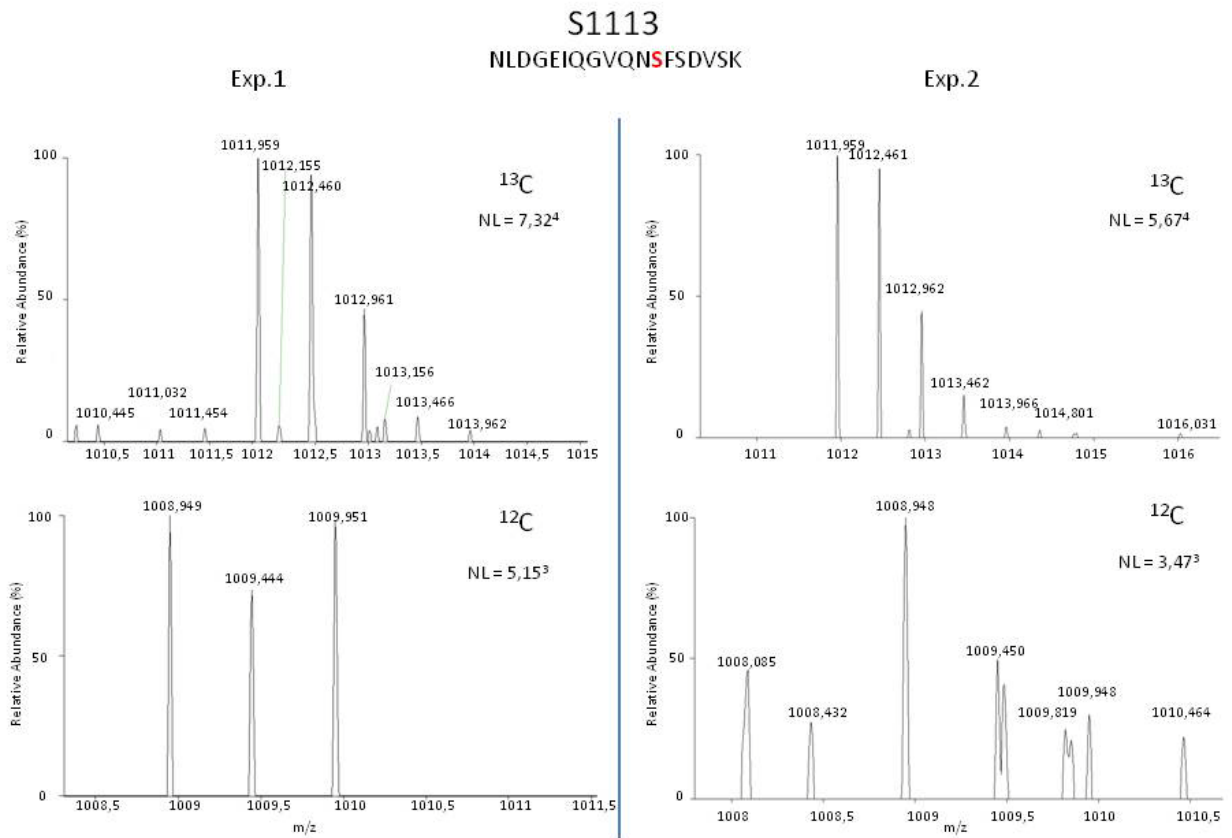 S1113
NLDGEIQGVQNSFSDVSK
Exp.1
Exp.2
1011,959
1012,155
1012,460
13C
NL = 7,32⁴
1012,961
1013,156
1011,032
1010,445
1011,454
1013,466
1013,962
100
50
0
Relative Abundance (%)
1010,5 1011 1011,5 1012 1012,5 1013 1013,5 1014 1014,5 1015
1011,959
1012,461
13C
NL = 5,67⁴
1012,962
1013,462
1013,966
1014,801
1016,031
100
50
0
Relative Abundance (%)
1011 1012 1013 1014 1015 1016
1008,949
1009,951
12C
NL = 5,15³
1009,444
100
50
0
Relative Abundance (%)
1008,5 1009 1009,5 1010 1010,5 1011 1011,5
m/z
1008,948
12C
NL = 3,47³
1008,085
1009,450
1008,432
1009,948
1009,819
1010,464
100
50
0
Relative Abundance (%)
1008 1008,5 1009 1009,5 1010 1010,5
m/z